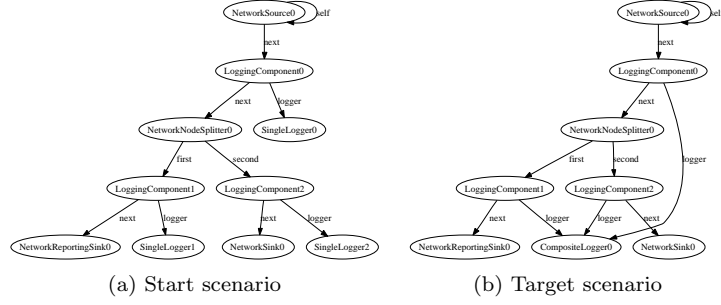 NetworkSource0
self
next
LoggingComponent0
next
logger
NetworkNodeSplitter0
SingleLogger0
first
second
LoggingComponent1
LoggingComponent2
next
logger
next
logger
NetworkReportingSink0
SingleLogger1
NetworkSink0
SingleLogger2
(a) Start scenario
NetworkSource0
self
next
LoggingComponent0
next
NetworkNodeSplitter0
logger
first
second
LoggingComponent1
LoggingComponent2
next
logger
logger
next
NetworkReportingSink0
CompositeLogger0
NetworkSink0
(b) Target scenario